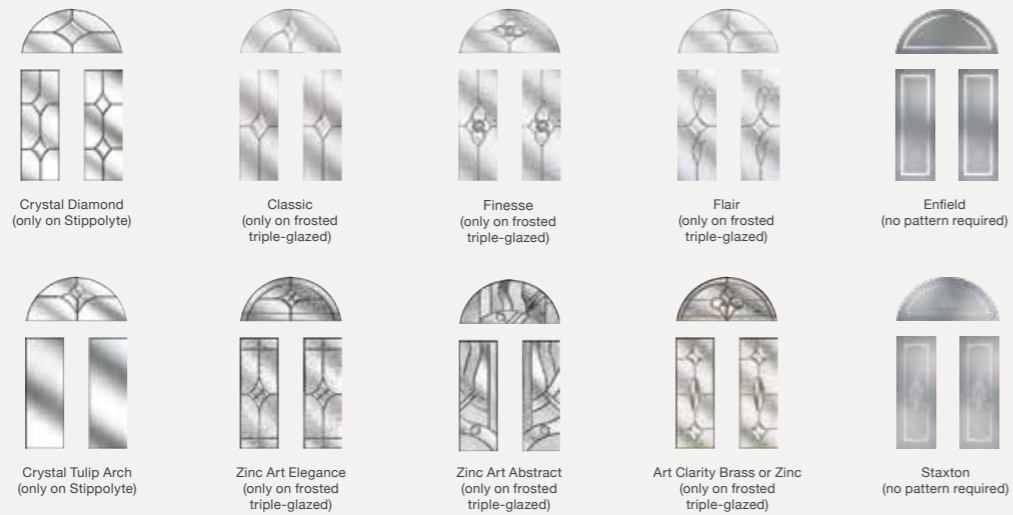 Crystal Diamond
(only on Stippolyte)
Classic
(only on frosted
triple-glazed)
Finesse
(only on frosted
triple-glazed)
Flair
(only on frosted
triple-glazed)
Enfield
(no pattern required)
Crystal Tulip Arch
(only on Stippolyte)
Zinc Art Elegance
(only on frosted
triple-glazed)
Zinc Art Abstract
(only on frosted
triple-glazed)
Art Clarity Brass or Zinc
(only on frosted
triple-glazed)
Staxton
(no pattern required)